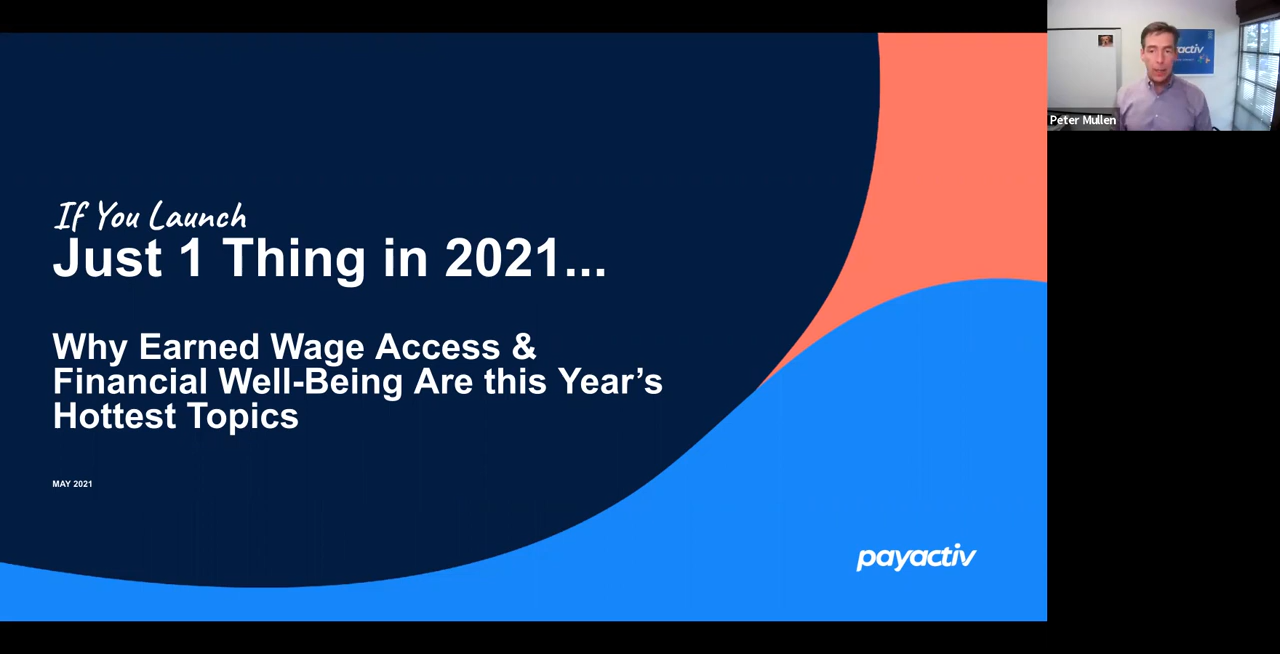 If You Launch
Just 1 Thing in 2021...
Why Earned Wage Access &
Financial Well-Being Are this Year's
Hottest Topics
MAY 2021
payactiv
activ
Peter Mullen